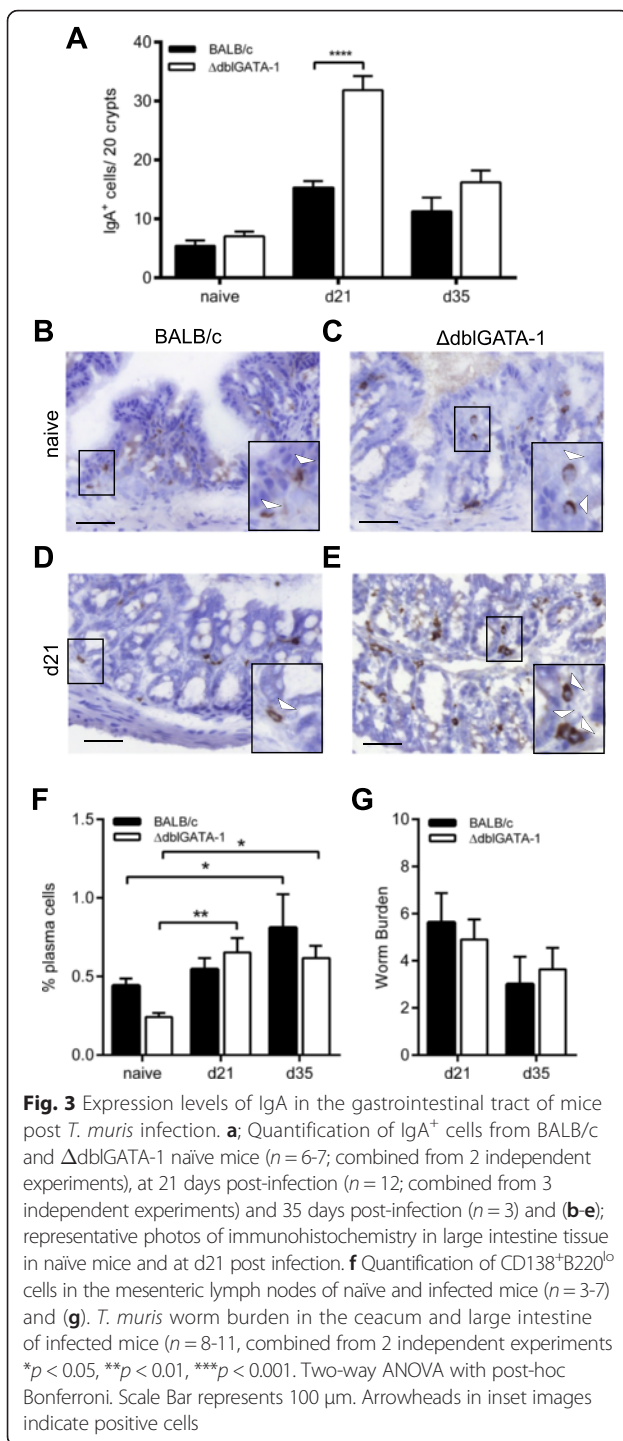 A
BALB/c
ΔdblGATA-1
****
IgA+ cells/ 20 crypts
40
30
20
10
0
naive
d21
d35
B
BALB/c
C
ΔdblGATA-1
naive
D
E
d21
F
BALB/c
ΔdblGATA-1
*
*
**
% plasma cells
1.5
1.0
0.5
0.0
naive
d21
d35
G
BALB/c
ΔdblGATA-1
Worm Burden
10
8
6
4
2
0
d21
d35
Fig. 3 Expression levels of IgA in the gastrointestinal tract of mice
post T. muris infection. a; Quantification of IgA+ cells from BALB/c
and ΔdblGATA-1 naïve mice (n = 6-7; combined from 2 independent
experiments), at 21 days post-infection (n = 12; combined from 3
independent experiments) and 35 days post-infection (n = 3) and (b-e);
representative photos of immunohistochemistry in large intestine tissue
in naïve mice and at d21 post infection. f Quantification of CD138+B220lo
cells in the mesenteric lymph nodes of naïve and infected mice (n = 3-7)
and (g). T. muris worm burden in the ceacum and large intestine
of infected mice (n = 8-11, combined from 2 independent experiments
*p < 0.05, **p < 0.01, ***p < 0.001. Two-way ANOVA with post-hoc
Bonferroni. Scale Bar represents 100 μm. Arrowheads in inset images
indicate positive cells